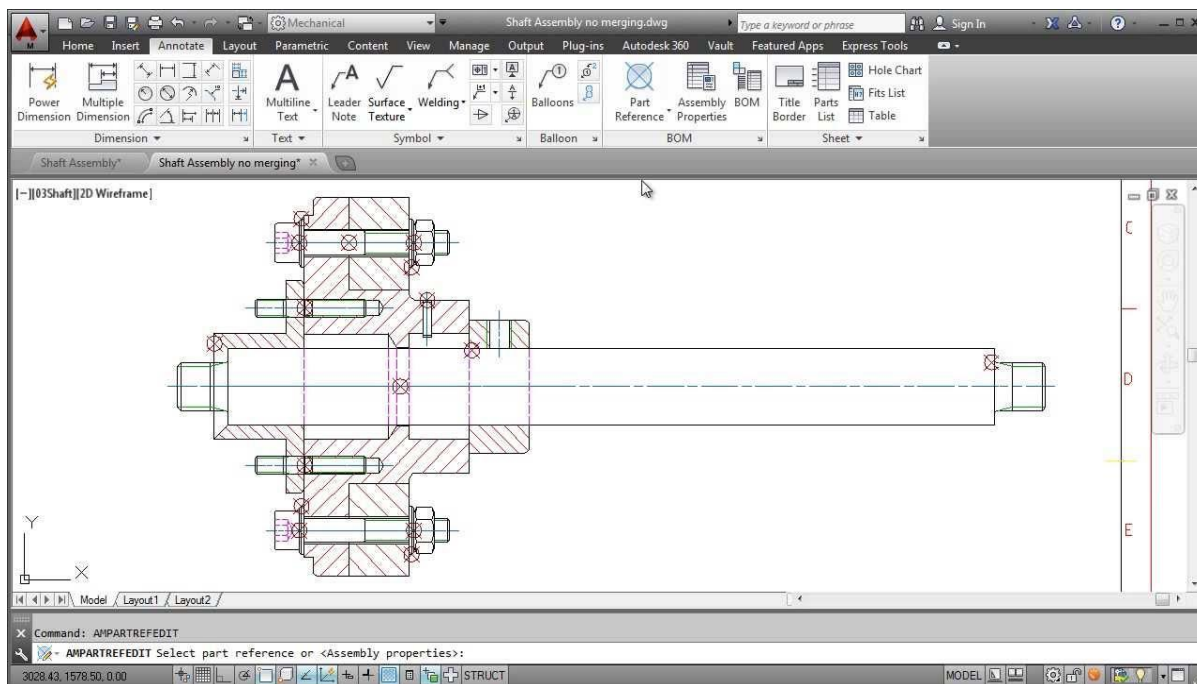 Mechanical
Shaft Assembly no merging.dwg
Type a keyword or phrase
Sign In
M
Home Insert Annotate Layout Parametric Content View Manage Output Plug-ins Autodesk 360 Vault Featured Apps Express Tools
Power Dimension
Multiple Dimension
Multiline Text
Leader Note
Surface Texture
Welding
Balloons
Part Reference
Assembly Properties
BOM
Title Border
Parts List
Hole Chart
Fits List
Table
Dimension
Text
Symbol
Balloon
BOM
Sheet
Shaft Assembly*
Shaft Assembly no merging*
[-][03Shaft][2D Wireframe]
C
D
E
Y
X
Model Layout1 Layout2
Command: AMPARTREFEDIT
AMPARTREFEDIT Select part reference or <Assembly properties>:
3028.43, 1578.50, 0.00
STRUCT
MODEL